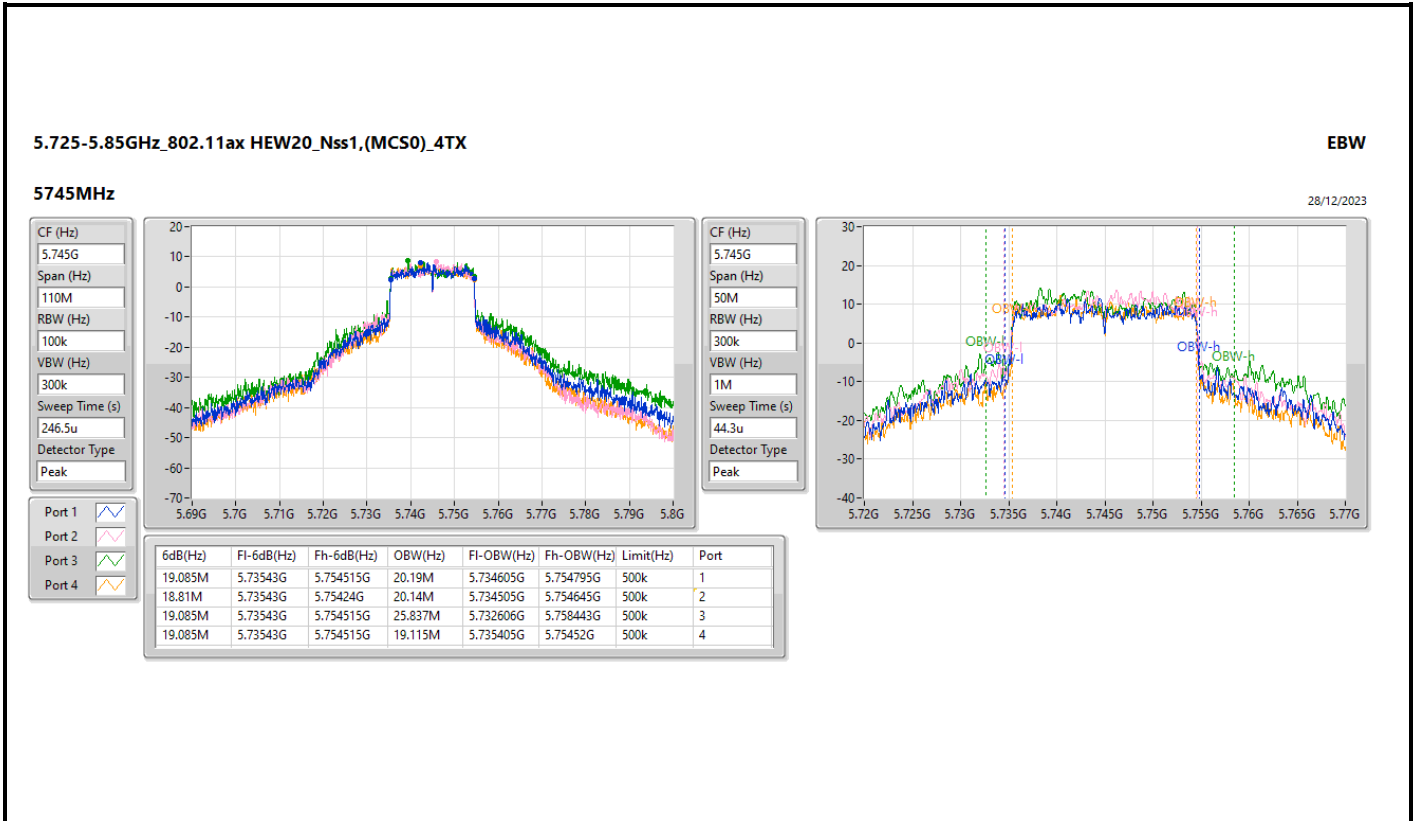 5.725-5.85GHz_802.11ax HEW20_Nss1,(MCS0)_4TX
EBW
5745MHz
28/12/2023
CF (Hz)
5.745G
Span (Hz)
110M
RBW (Hz)
100k
VBW (Hz)
300k
Sweep Time (s)
246.5u
Detector Type
Peak
20
10
0
-10
-20
-30
-40
-50
-60
-70
5.69G 5.7G 5.71G 5.72G 5.73G 5.74G 5.75G 5.76G 5.77G 5.78G 5.79G 5.8G
CF (Hz)
5.745G
Span (Hz)
50M
RBW (Hz)
300k
VBW (Hz)
1M
Sweep Time (s)
44.3u
Detector Type
Peak
30
20
10
0
-10
-20
-30
-40
OBW-h
OBW-l
OBW-h
5.72G 5.725G 5.73G 5.735G 5.74G 5.745G 5.75G 5.755G 5.76G 5.765G 5.77G
Port 1
Port 2
Port 3
Port 4
6dB(Hz) Fl-6dB(Hz) Fh-6dB(Hz) OBW(Hz) Fl-OBW(Hz) Fh-OBW(Hz) Limit(Hz) Port
19.085M 5.73543G 5.754515G 20.19M 5.734605G 5.754795G 500k 1
18.81M 5.73543G 5.75424G 20.14M 5.734505G 5.754645G 500k 2
19.085M 5.73543G 5.754515G 25.837M 5.732606G 5.758443G 500k 3
19.085M 5.73543G 5.754515G 19.115M 5.735405G 5.75452G 500k 4